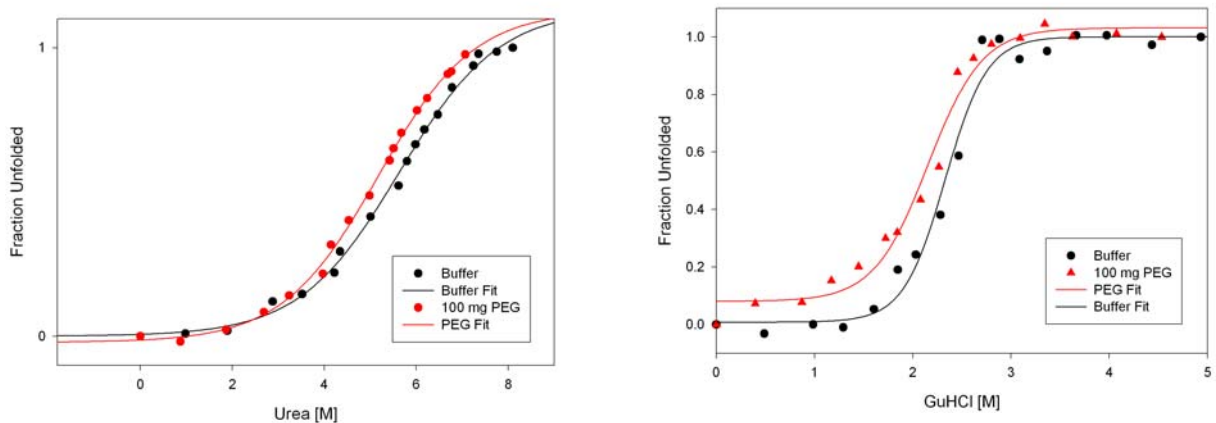 1
0
Fraction Unfolded
0 2 4 6 8
Urea [M]
Buffer
Buffer Fit
100 mg PEG
PEG Fit
1.0
0.8
0.6
0.4
0.2
0.0
Fraction Unfolded
0 1 2 3 4 5
GuHCl [M]
Buffer
100 mg PEG
PEG Fit
Buffer Fit